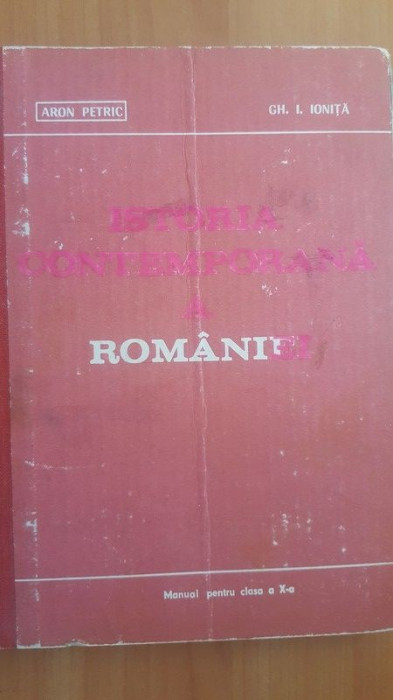 ARON PETRIC GH. I. IONIȚĂ
ISTORIA
CONTEMPORANĂ
A
ROMÂNIEI
Manual pentru clasa a X-a